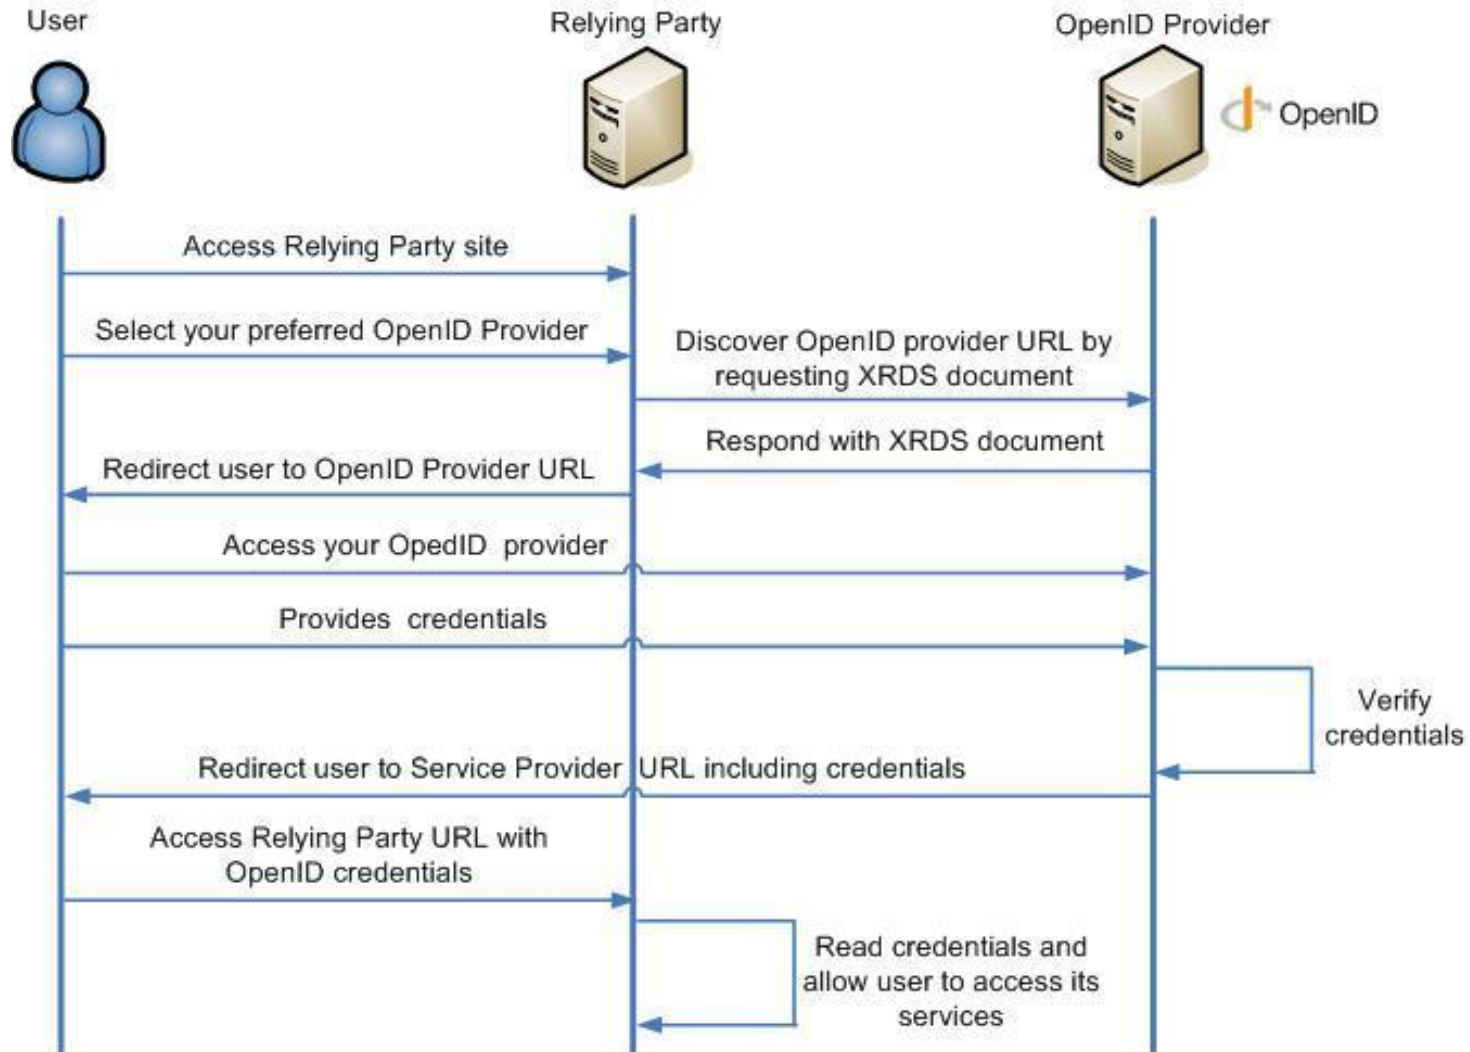 User
Relying Party
OpenID Provider
OpenID
Access Relying Party site
Select your preferred OpenID Provider
Discover OpenID provider URL by
requesting XRDS document
Respond with XRDS document
Redirect user to OpenID Provider URL
Access your OpedID provider
Provides credentials
Verify
credentials
Redirect user to Service Provider URL including credentials
Access Relying Party URL with
OpenID credentials
Read credentials and
allow user to access its
services